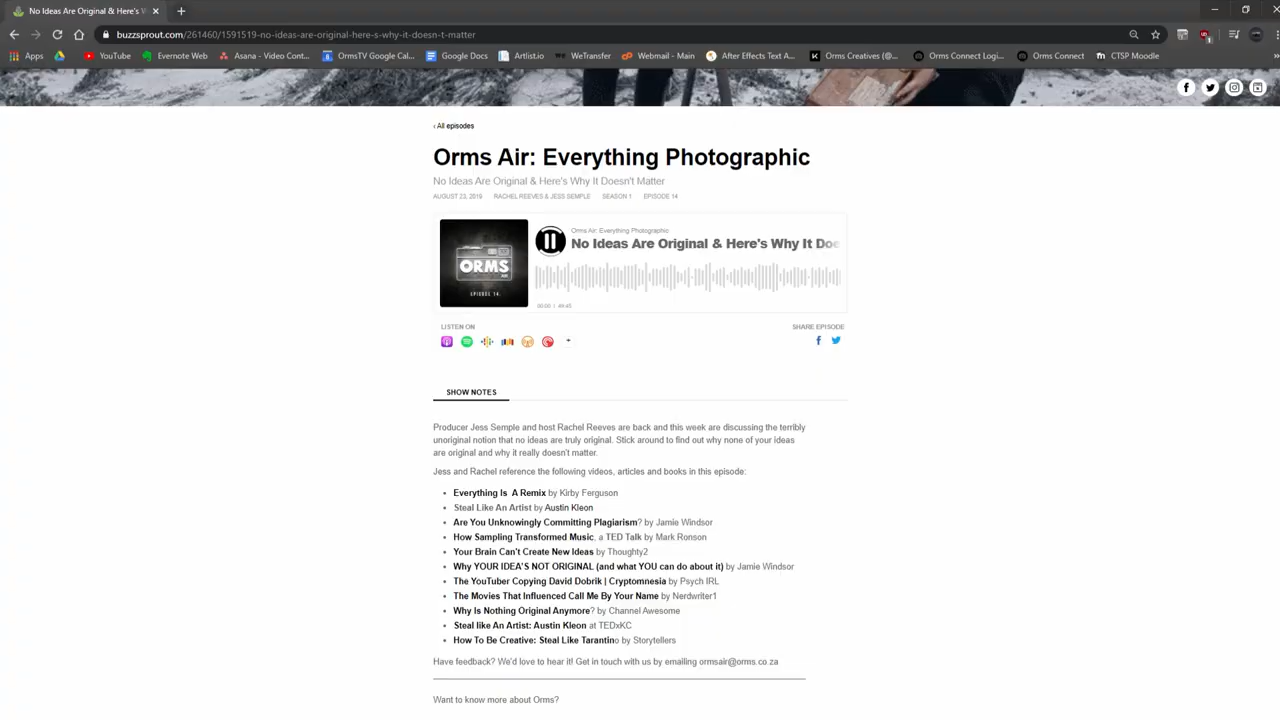 No Ideas Are Original & Here's W
buzzsprout.com/261460/1591519-no-ideas-are-original-here-s-why-it-doesn-t-matter
Apps YouTube Evernote Web Asana - Video Cont... OrmsTV Google Cal... Google Docs Artlist.io WeTransfer Webmail - Main After Effects Text A... Orms Creatives (@... Orms Connect Logi... Orms Connect CTSP Moodle
‹ All episodes
Orms Air: Everything Photographic
No Ideas Are Original & Here's Why It Doesn't Matter
AUGUST 23, 2019 RACHEL REEVES & JESS SEMPLE SEASON 1 EPISODE 14
ORMS
AIR
EPISODE 14.
Orms Air: Everything Photographic
No Ideas Are Original & Here's Why It Doe
00:00 | 49:45
LISTEN ON
SHARE EPISODE
SHOW NOTES
Producer Jess Semple and host Rachel Reeves are back and this week are discussing the terribly
unoriginal notion that no ideas are truly original. Stick around to find out why none of your ideas
are original and why it really doesn't matter.
Jess and Rachel reference the following videos, articles and books in this episode:
• Everything Is A Remix by Kirby Ferguson
• Steal Like An Artist by Austin Kleon
• Are You Unknowingly Committing Plagiarism? by Jamie Windsor
• How Sampling Transformed Music, a TED Talk by Mark Ronson
• Your Brain Can't Create New Ideas by Thoughty2
• Why YOUR IDEA'S NOT ORIGINAL (and what YOU can do about it) by Jamie Windsor
• The YouTuber Copying David Dobrik | Cryptomnesia by Psych IRL
• The Movies That Influenced Call Me By Your Name by Nerdwriter1
• Why Is Nothing Original Anymore? by Channel Awesome
• Steal like An Artist: Austin Kleon at TEDxKC
• How To Be Creative: Steal Like Tarantino by Storytellers
Have feedback? We'd love to hear it! Get in touch with us by emailing ormsair@orms.co.za
Want to know more about Orms?